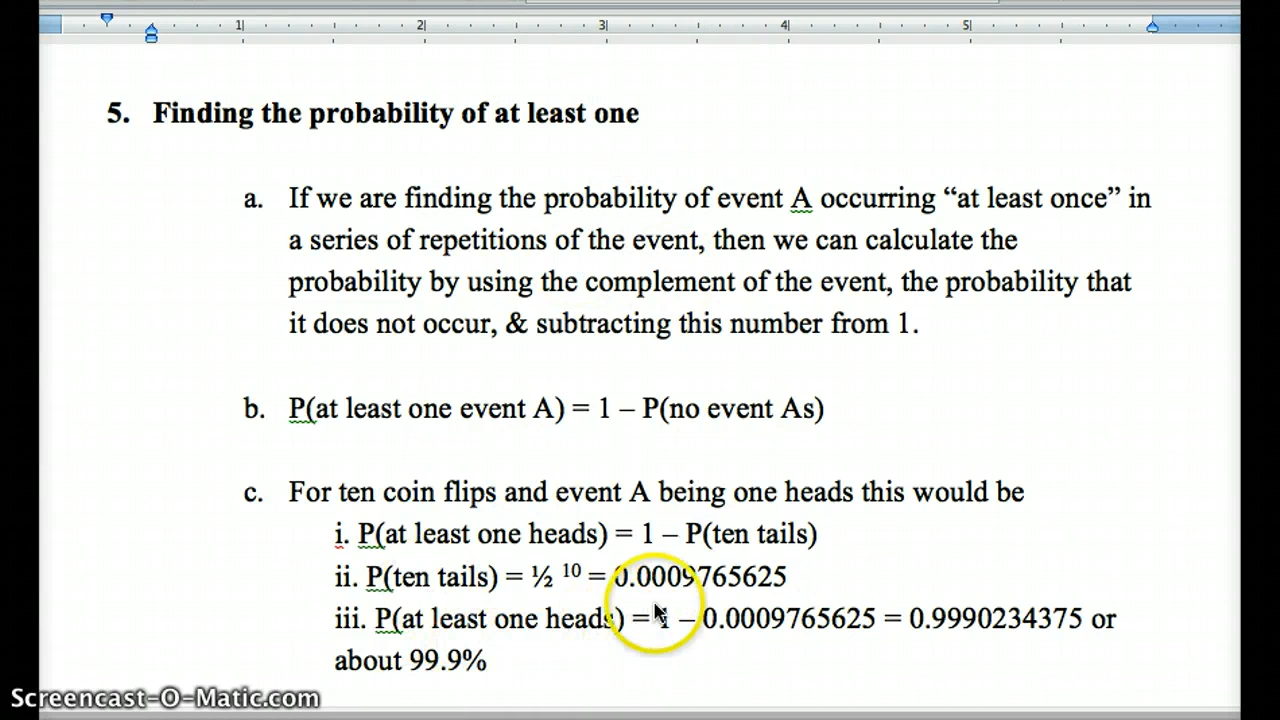 1 2 3 4 5
5. Finding the probability of at least one
a. If we are finding the probability of event A occurring “at least once” in
a series of repetitions of the event, then we can calculate the
probability by using the complement of the event, the probability that
it does not occur, & subtracting this number from 1.
b. P(at least one event A) = 1 – P(no event As)
c. For ten coin flips and event A being one heads this would be
i. P(at least one heads) = 1 – P(ten tails)
ii. P(ten tails) = ½ ¹⁰ = 0.0009765625
iii. P(at least one heads) = 1 – 0.0009765625 = 0.9990234375 or
about 99.9%
Screencast-O-Matic.com